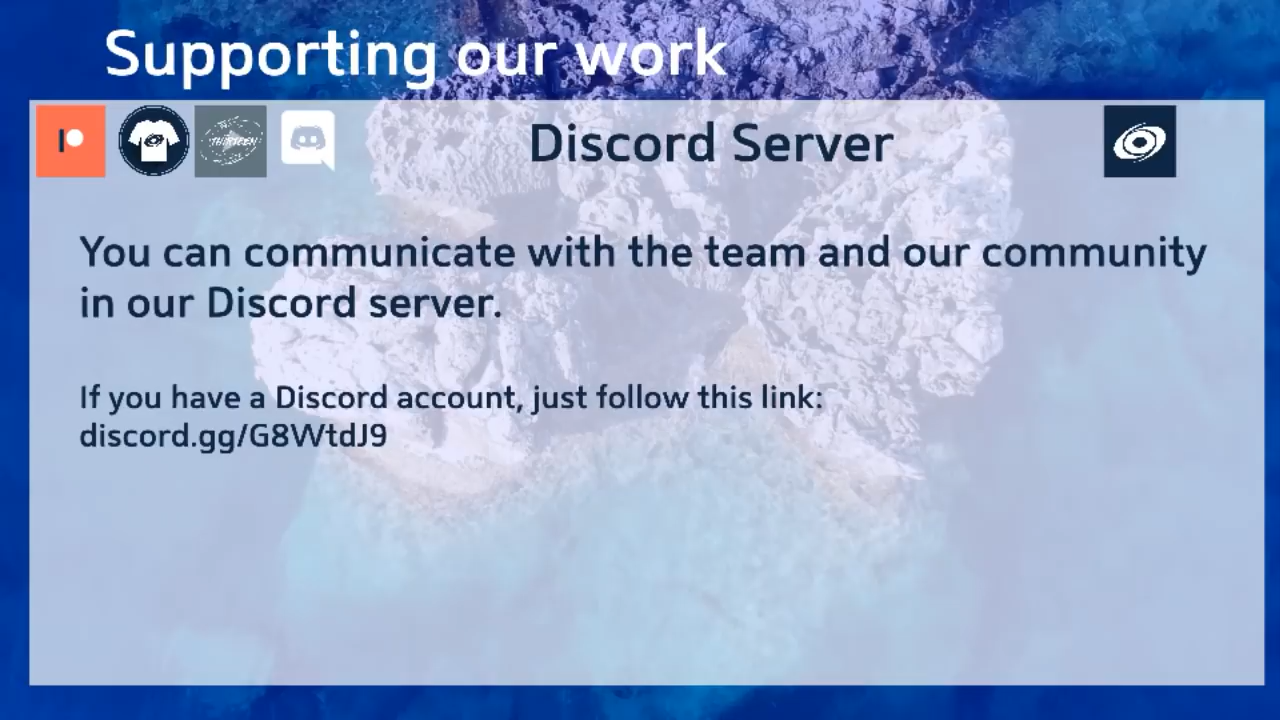 Supporting our work
THIRTEEN
Discord Server
You can communicate with the team and our community
in our Discord server.
If you have a Discord account, just follow this link:
discord.gg/G8WtdJ9